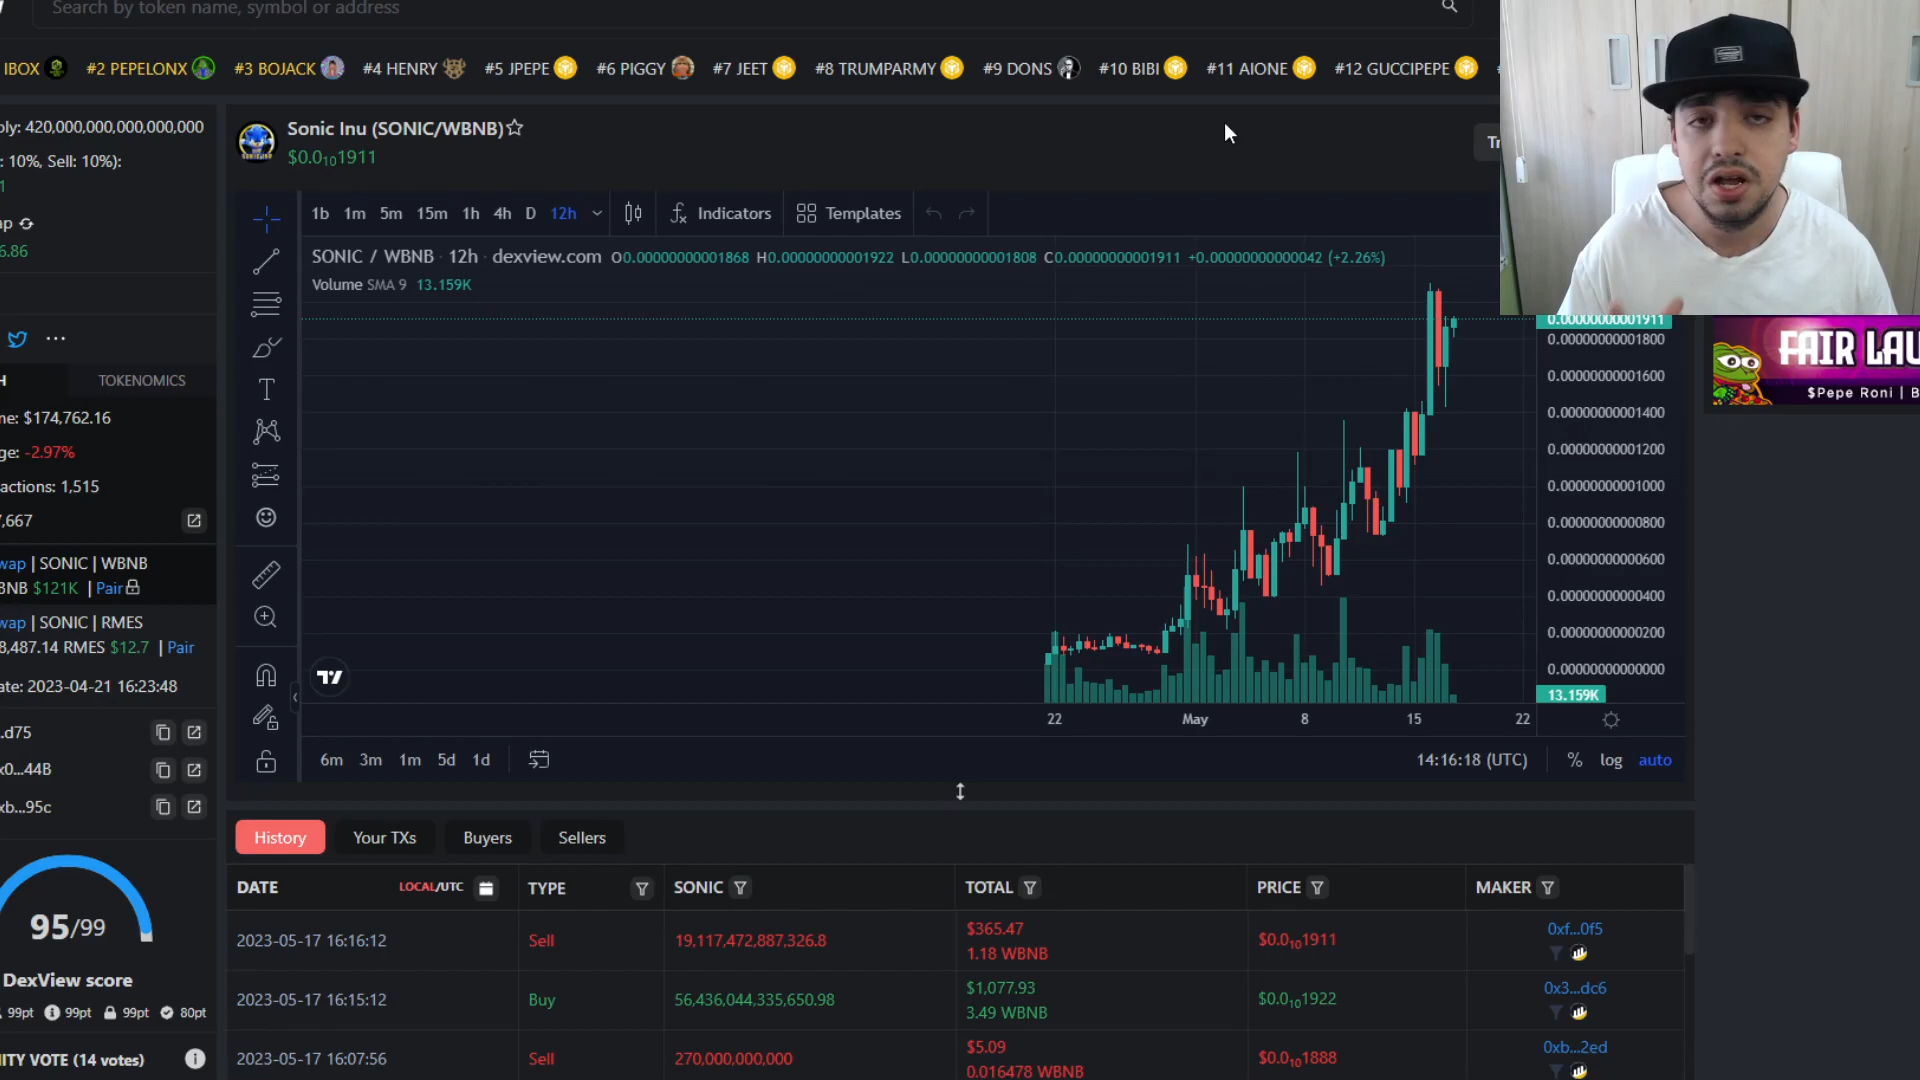 Search by token name, symbol or address
IBOX #2 PEPELONX #3 BOJACK #4 HENRY #5 JPEPE #6 PIGGY #7 JEET #8 TRUMPARMY #9 DONS #10 BIBI #11 AIONE #12 GUCCIPEPE
ply: 420,000,000,000,000,000
: 10%, Sell: 10%):
1
ap
6.86
TOKENOMICS
me: $174,762.16
ge: -2.97%
actions: 1,515
7,667
wap | SONIC | WBNB
BNB $121K | Pair
wap | SONIC | RMES
8,487.14 RMES $12.7 | Pair
ate: 2023-04-21 16:23:48
.d75
x0...44B
xb...95c
95/99
DexView score
99pt 99pt 99pt 80pt
ITY VOTE (14 votes)
Sonic Inu (SONIC/WBNB)
$0.0₁₀1911
Tr
1b 1m 5m 15m 1h 4h D 12h Indicators Templates
SONIC / WBNB · 12h · dexview.com O0.00000000001868 H0.00000000001922 L0.00000000001808 C0.00000000001911 +0.00000000000042 (+2.26%)
Volume SMA 9 13.159K
0.00000000001911
0.00000000001800
0.00000000001600
0.00000000001400
0.00000000001200
0.00000000001000
0.00000000000800
0.00000000000600
0.00000000000400
0.00000000000200
0.00000000000000
13.159K
22 May 8 15 22
6m 3m 1m 5d 1d 14:16:18 (UTC) % log auto
FAIR LAU
$Pepe Roni | B
History Your TXs Buyers Sellers
DATE LOCAL/UTC TYPE SONIC TOTAL PRICE MAKER
2023-05-17 16:16:12 Sell 19,117,472,887,326.8 $365.47 1.18 WBNB $0.0₁₀1911 0xf...0f5
2023-05-17 16:15:12 Buy 56,436,044,335,650.98 $1,077.93 3.49 WBNB $0.0₁₀1922 0x3...dc6
2023-05-17 16:07:56 Sell 270,000,000,000 $5.09 0.016478 WBNB $0.0₁₀1888 0xb...2ed